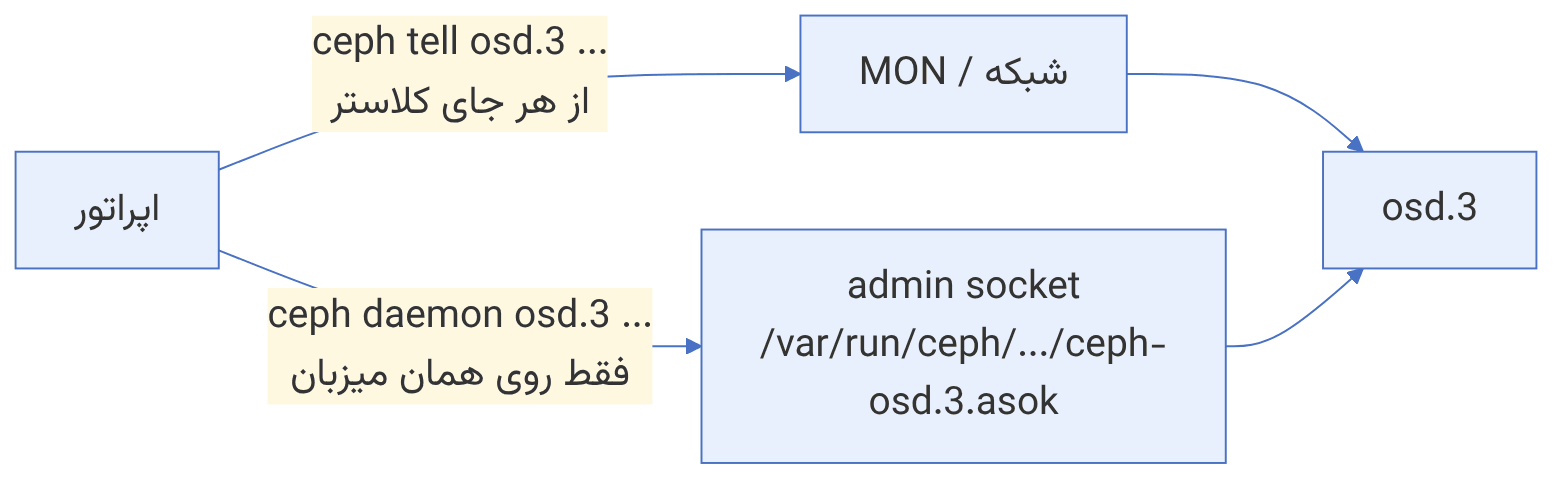 ceph tell osd.3 ...
از هر جای کلاستر
MON / شبکه
اپراتور
osd.3
ceph daemon osd.3 ...
فقط روی همان میزبان
admin socket
/var/run/ceph/.../ceph-
osd.3.asok